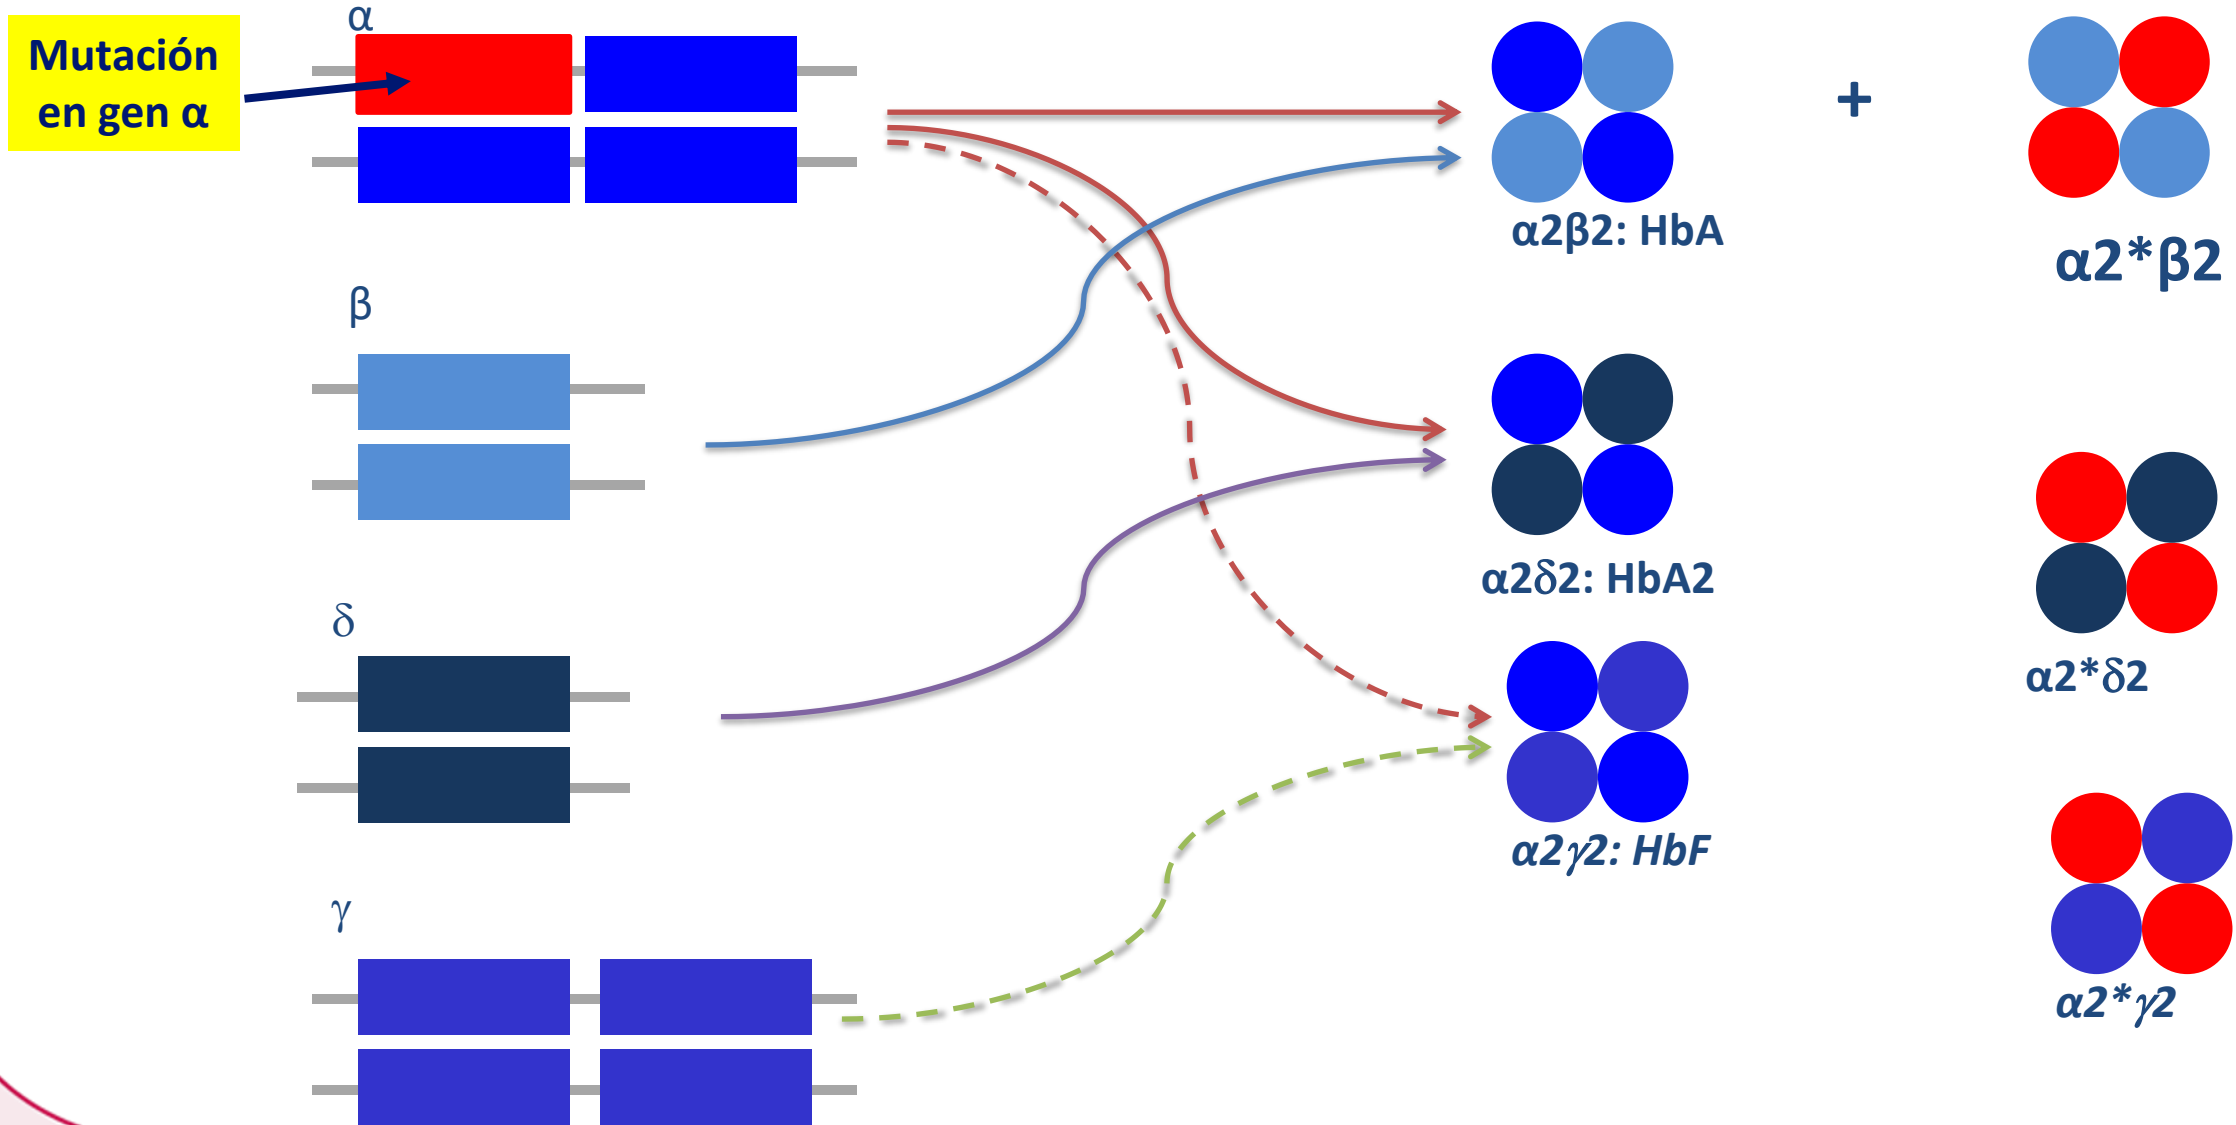 Mutación
en gen α
α
+
α2β2: HbA
α2*β2
β
α2δ2: HbA2
δ
α2*δ2
α2γ2: HbF
γ
α2*γ2